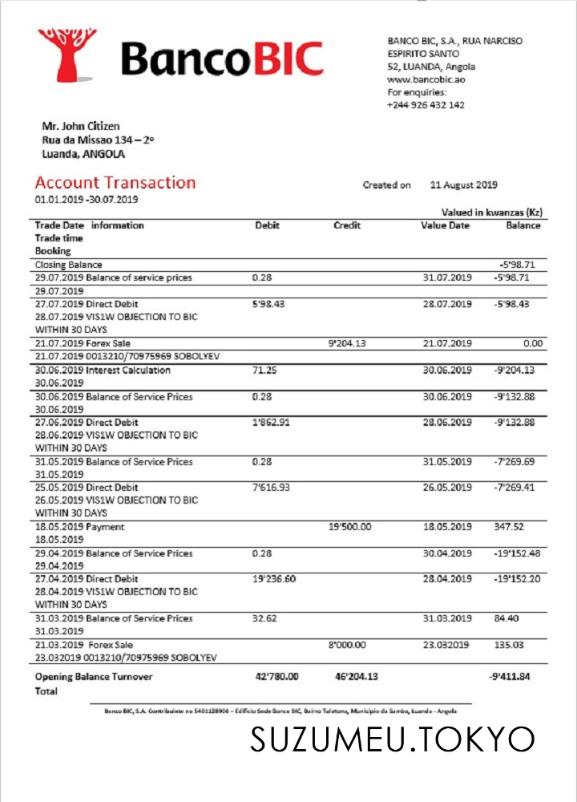 BancoBIC
BANCO BIC, S.A., RUA NARCISO
ESPIRITO SANTO
52, LUANDA, Angola
www.bancobic.ao
For enquiries:
+244 926 432 142
Mr. John Citizen
Rua da Missao 134 – 2º
Luanda, ANGOLA
Account Transaction
Created on 11 August 2019
01.01.2019 -30.07.2019
Valued in kwanzas (Kz)
Trade Date information Debit Credit Value Date Balance
Trade time
Booking
Closing Balance -5'98.71
29.07.2019 Balance of service prices 0.28 31.07.2019 -5'98.71
29.07.2019
27.07.2019 Direct Debit 5'98.43 28.07.2019 -5'98.43
28.07.2019 VIS1W OBJECTION TO BIC
WITHIN 30 DAYS
21.07.2019 Forex Sale 9'204.13 21.07.2019 0.00
21.07.2019 0013210/70975969 SOBOLYEV
30.06.2019 Interest Calculation 71.25 30.06.2019 -9'204.13
30.06.2019
30.06.2019 Balance of Service Prices 0.28 30.06.2019 -9'132.88
30.06.2019
27.06.2019 Direct Debit 1'862.91 28.06.2019 -9'132.88
28.06.2019 VIS1W OBJECTION TO BIC
WITHIN 30 DAYS
31.05.2019 Balance of Service Prices 0.28 31.05.2019 -7'269.69
31.05.2019
25.05.2019 Direct Debit 7'616.93 26.05.2019 -7'269.41
26.05.2019 VIS1W OBJECTION TO BIC
WITHIN 30 DAYS
18.05.2019 Payment 19'500.00 18.05.2019 347.52
18.05.2019
29.04.2019 Balance of Service Prices 0.28 30.04.2019 -19'152.48
29.04.2019
27.04.2019 Direct Debit 19'236.60 28.04.2019 -19'152.20
28.04.2019 VIS1W OBJECTION TO BIC
WITHIN 30 DAYS
31.03.2019 Balance of Service Prices 32.62 31.03.2019 84.40
31.03.2019
21.03.2019 Forex Sale 8'000.00 23.032019 135.03
23.032019 0013210/70975969 SOBOLYEV
Opening Balance Turnover 42'780.00 46'204.13 -9'411.84
Total
Banco BIC, S.A. Contribuinte no 5401128908 – Edifício Sede Banco BIC, Bairro Talatona, Município da Samba, Luanda - Angola
SUZUMEU.TOKYO